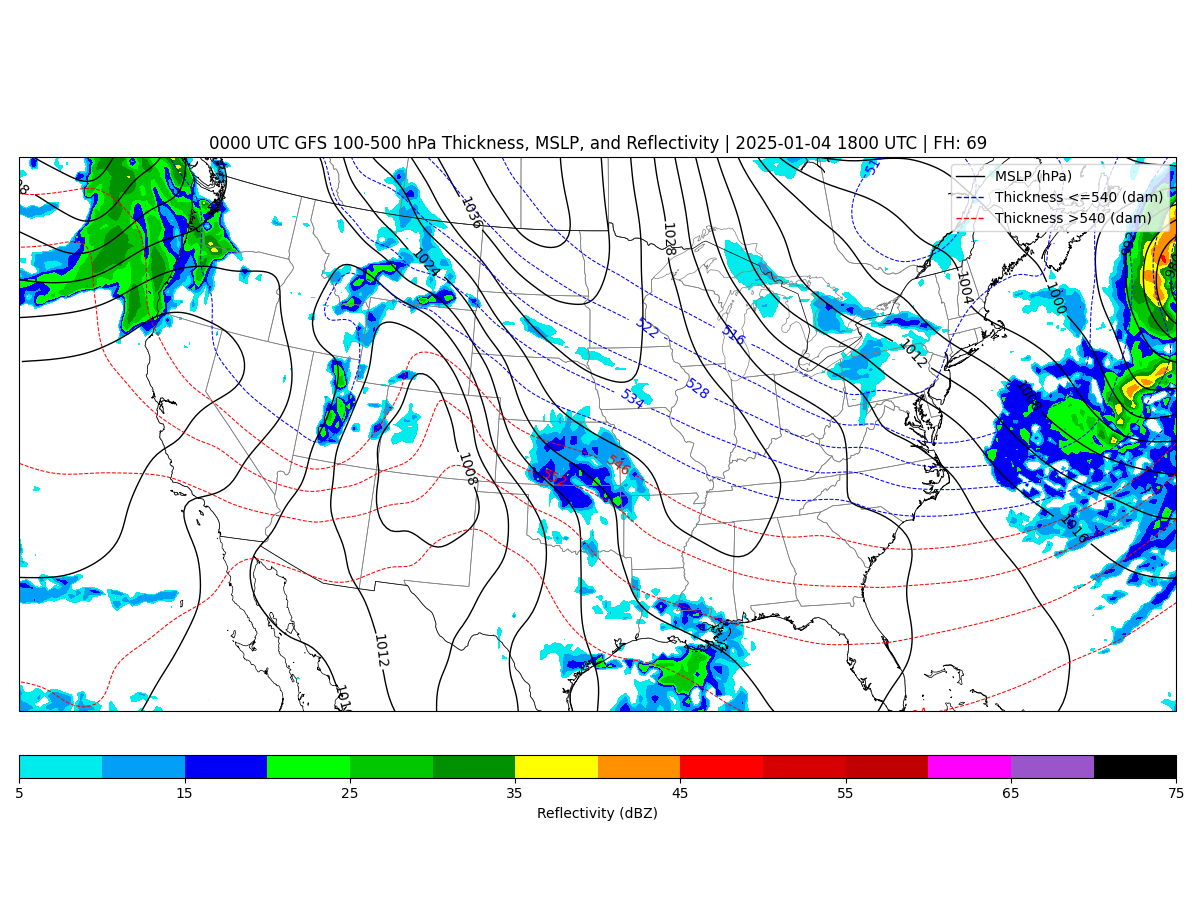 0000 UTC GFS 100-500 hPa Thickness, MSLP, and Reflectivity | 2025-01-04 1800 UTC | FH: 69
MSLP (hPa)
Thickness <=540 (dam)
Thickness >540 (dam)
1036
1028
1024
992
1004
1000
522
516
1012
528
534
546
552
1008
1016
1012
5 15 25 35 45 55 65 75
Reflectivity (dBZ)